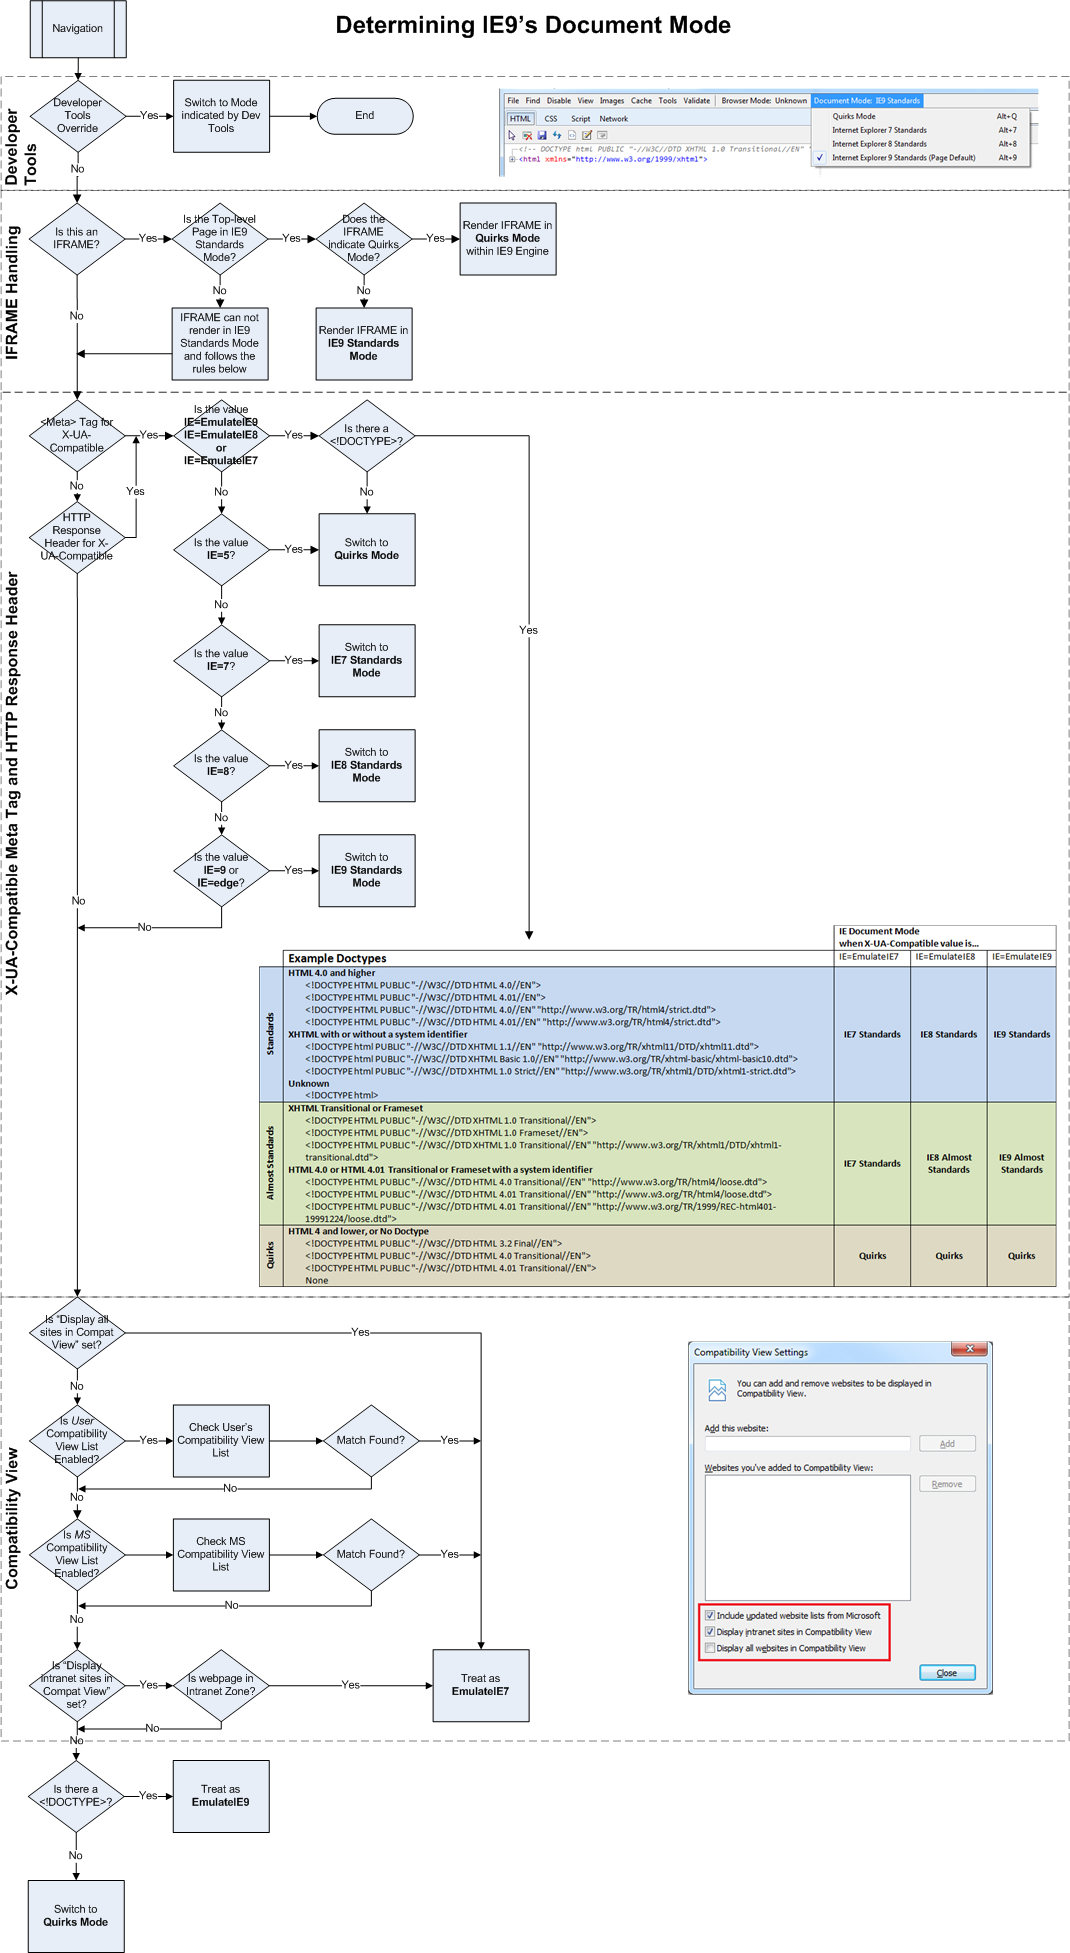 Determining IE9's Document Mode
Navigation
Developer
Tools
Developer
Tools
Override
Yes
Switch to Mode
indicated by Dev
Tools
End
No
File Find Disable View Images Cache Tools Validate Browser Mode: Unknown Document Mode: IE9 Standards
HTML CSS Script Network
Quirks Mode Alt+Q
Internet Explorer 7 Standards Alt+7
Internet Explorer 8 Standards Alt+8
Internet Explorer 9 Standards (Page Default) Alt+9
<!-- DOCTYPE html PUBLIC "-//W3C//DTD XHTML 1.0 Transitional//EN" "
<html xmlns="http://www.w3.org/1999/xhtml">
IFRAME Handling
Is this an
IFRAME?
Yes
Is the Top-level
Page in IE9
Standards
Mode?
Yes
Does the
IFRAME
indicate Quirks
Mode?
Yes
Render IFRAME in
Quirks Mode
within IE9 Engine
No
No
No
IFRAME can not
render in IE9
Standards Mode
and follows the
rules below
Render IFRAME in
IE9 Standards
Mode
X-UA-Compatible Meta Tag and HTTP Response Header
<Meta> Tag for
X-UA-
Compatible
Yes
Is the value
IE=EmulateIE9
IE=EmulateIE8
or
IE=EmulateIE7
Yes
Is there a
<!DOCTYPE>?
No
Yes
No
No
HTTP
Response
Header for X-
UA-Compatible
Is the value
IE=5?
Yes
Switch to
Quirks Mode
No
Yes
Is the value
IE=7?
Yes
Switch to
IE7 Standards
Mode
No
Is the value
IE=8?
Yes
Switch to
IE8 Standards
Mode
No
Is the value
IE=9 or
IE=edge?
Yes
Switch to
IE9 Standards
Mode
No
No
IE Document Mode
when X-UA-Compatible value is...
Example Doctypes
IE=EmulateIE7 IE=EmulateIE8 IE=EmulateIE9
Standards
HTML 4.0 and higher
<!DOCTYPE HTML PUBLIC "-//W3C//DTD HTML 4.0//EN">
<!DOCTYPE HTML PUBLIC "-//W3C//DTD HTML 4.01//EN">
<!DOCTYPE HTML PUBLIC "-//W3C//DTD HTML 4.0//EN" "http://www.w3.org/TR/html4/strict.dtd">
<!DOCTYPE HTML PUBLIC "-//W3C//DTD HTML 4.01//EN" "http://www.w3.org/TR/html4/strict.dtd">
XHTML with or without a system identifier
<!DOCTYPE html PUBLIC "-//W3C//DTD XHTML 1.1//EN" "http://www.w3.org/TR/xhtml11/DTD/xhtml11.dtd">
<!DOCTYPE html PUBLIC "-//W3C//DTD XHTML Basic 1.0//EN" "http://www.w3.org/TR/xhtml-basic/xhtml-basic10.dtd">
<!DOCTYPE html PUBLIC "-//W3C//DTD XHTML 1.0 Strict//EN" "http://www.w3.org/TR/xhtml1/DTD/xhtml1-strict.dtd">
Unknown
<!DOCTYPE html>
IE7 Standards IE8 Standards IE9 Standards
Almost Standards
XHTML Transitional or Frameset
<!DOCTYPE HTML PUBLIC "-//W3C//DTD XHTML 1.0 Transitional//EN">
<!DOCTYPE HTML PUBLIC "-//W3C//DTD XHTML 1.0 Frameset//EN">
<!DOCTYPE HTML PUBLIC "-//W3C//DTD XHTML 1.0 Transitional//EN" "http://www.w3.org/TR/xhtml1/DTD/xhtml1-
transitional.dtd">
HTML 4.0 or HTML 4.01 Transitional or Frameset with a system identifier
<!DOCTYPE HTML PUBLIC "-//W3C//DTD HTML 4.0 Transitional//EN" "http://www.w3.org/TR/html4/loose.dtd">
<!DOCTYPE HTML PUBLIC "-//W3C//DTD HTML 4.01 Transitional//EN" "http://www.w3.org/TR/html4/loose.dtd">
<!DOCTYPE HTML PUBLIC "-//W3C//DTD HTML 4.01 Transitional//EN" "http://www.w3.org/TR/1999/REC-html401-
19991224/loose.dtd">
IE7 Standards
IE8 Almost
Standards
IE9 Almost
Standards
Quirks
HTML 4 and lower, or No Doctype
<!DOCTYPE HTML PUBLIC "-//W3C//DTD HTML 3.2 Final//EN">
<!DOCTYPE HTML PUBLIC "-//W3C//DTD HTML 4.0 Transitional//EN">
<!DOCTYPE HTML PUBLIC "-//W3C//DTD HTML 4.01 Transitional//EN">
None
Quirks Quirks Quirks
Compatibility View
Is "Display all
sites in Compat
View" set?
Yes
No
Is User
Compatibility
View List
Enabled?
Yes
Check User's
Compatibility View
List
Match Found?
Yes
No
No
Is MS
Compatibility
View List
Enabled?
Check MS
Compatibility View
List
Match Found?
Yes
No
No
Is "Display
intranet sites in
Compat View"
set?
Yes
Is webpage in
Intranet Zone?
Yes
Treat as
EmulateIE7
No
No
Compatibility View Settings
You can add and remove websites to be displayed in
Compatibility View.
Add this website:
Add
Websites you've added to Compatibility View:
Remove
Include updated website lists from Microsoft
Display intranet sites in Compatibility View
Display all websites in Compatibility View
Close
Is there a
<!DOCTYPE>?
Yes
Treat as
EmulateIE9
No
Switch to
Quirks Mode